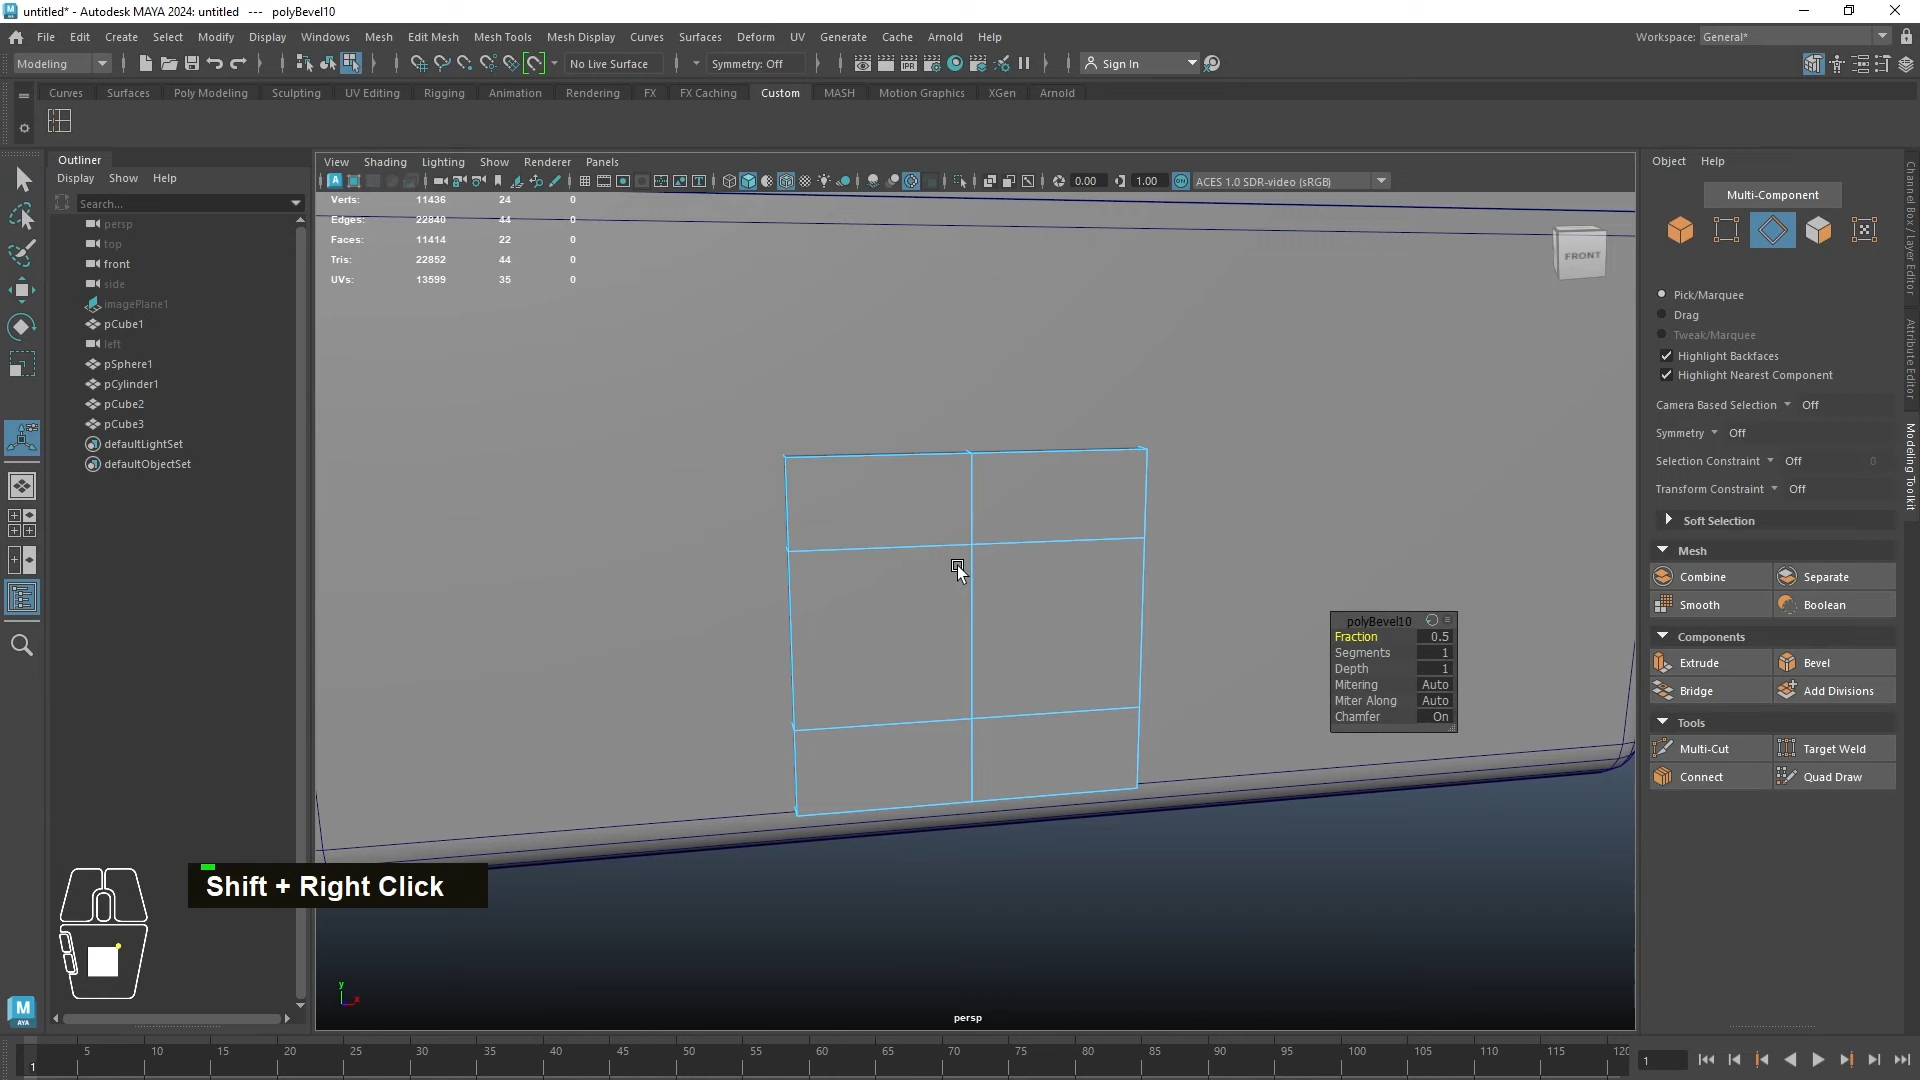 untitled* - Autodesk MAYA 2024: untitled --- polyBevel10
File Edit Create Select Modify Display Windows Mesh Edit Mesh Mesh Tools Mesh Display Curves Surfaces Deform UV Generate Cache Arnold Help
Workspace: General*
Modeling
No Live Surface
Symmetry: Off
Sign In
Curves Surfaces Poly Modeling Sculpting UV Editing Rigging Animation Rendering FX FX Caching Custom MASH Motion Graphics XGen Arnold
Outliner
Display Show Help
Search...
persp
top
front
side
imagePlane1
pCube1
left
pSphere1
pCylinder1
pCube2
pCube3
defaultLightSet
defaultObjectSet
View Shading Lighting Show Renderer Panels
0.00
1.00
ACES 1.0 SDR-video (sRGB)
Verts: 11436 24 0
Edges: 22840 44 0
Faces: 11414 22 0
Tris: 22852 44 0
UVs: 13599 35 0
FRONT
polyBevel10
Fraction 0.5
Segments 1
Depth 1
Mitering Auto
Miter Along Auto
Chamfer On
Shift + Right Click
y
x
persp
Object Help
Multi-Component
Pick/Marquee
Drag
Tweak/Marquee
Highlight Backfaces
Highlight Nearest Component
Camera Based Selection Off
Symmetry Off
Selection Constraint Off 0
Transform Constraint Off
Soft Selection
Mesh
Combine Separate
Smooth Boolean
Components
Extrude Bevel
Bridge Add Divisions
Tools
Multi-Cut Target Weld
Connect Quad Draw
Channel Box / Layer Editor
Attribute Editor
Modeling Toolkit
M
AYA
1 5 10 15 20 25 30 35 40 45 50 55 60 65 70 75 80 85 90 95 100 105 110 115 120
1